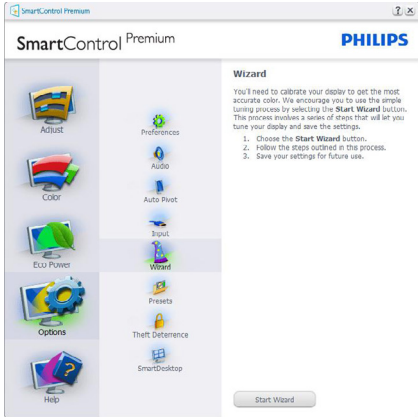 SmartControl Premium
SmartControl Premium
PHILIPS
Adjust
Color
Eco Power
Options
Help
Preferences
Audio
Auto Pivot
Input
Wizard
Presets
Theft Deterrence
SmartDesktop
Wizard
You'll need to calibrate your display to get the most
accurate color. We encourage you to use the simple
tuning process by selecting the Start Wizard button.
This process involves a series of steps that will let you
tune your display and save the settings.
1. Choose the Start Wizard button.
2. Follow the steps outlined in this process.
3. Save your settings for future use.
Start Wizard